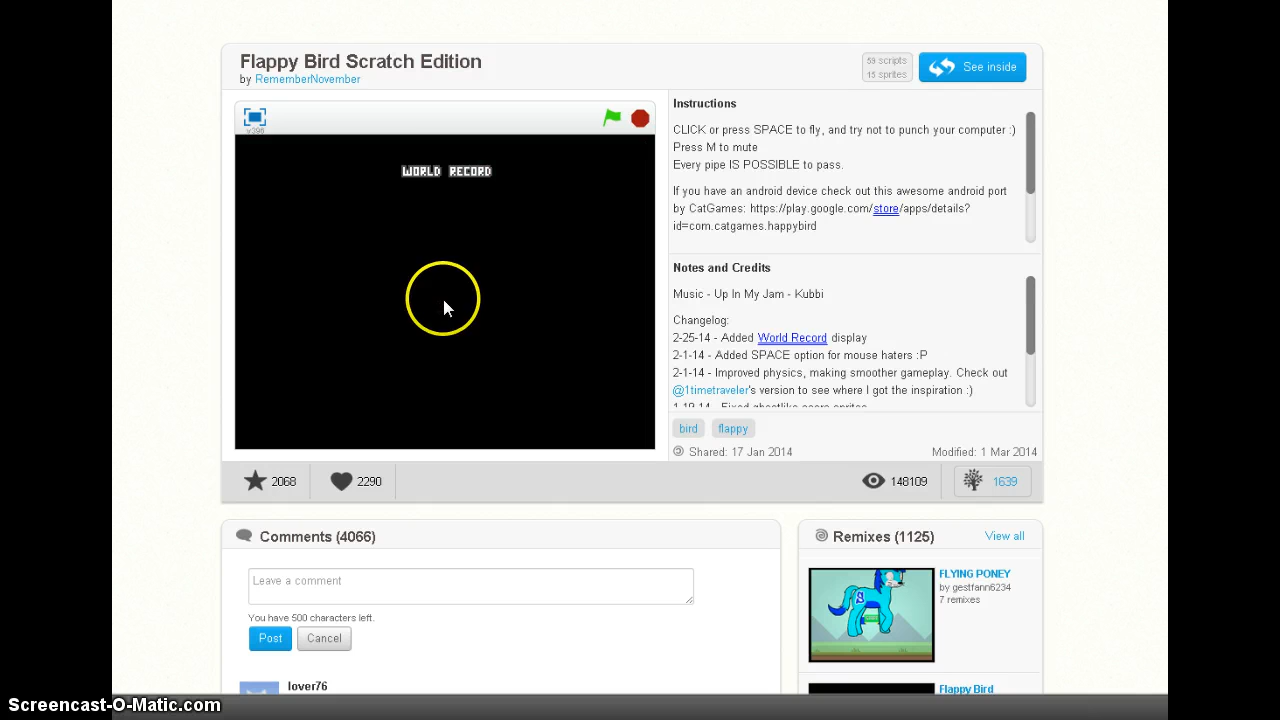 Flappy Bird Scratch Edition
by RememberNovember
59 scripts
15 sprites
See inside
v396
WORLD RECORD
Instructions
CLICK or press SPACE to fly, and try not to punch your computer :)
Press M to mute
Every pipe IS POSSIBLE to pass.
If you have an android device check out this awesome android port
by CatGames: https://play.google.com/store/apps/details?
id=com.catgames.happybird
Notes and Credits
Music - Up In My Jam - Kubbi
Changelog:
2-25-14 - Added World Record display
2-1-14 - Added SPACE option for mouse haters :P
2-1-14 - Improved physics, making smoother gameplay. Check out
@1timetraveler's version to see where I got the inspiration :)
bird flappy
Shared: 17 Jan 2014 Modified: 1 Mar 2014
2068 2290 148109 1639
Comments (4066)
Leave a comment
You have 500 characters left.
Post Cancel
lover76
Remixes (1125) View all
FLYING PONEY
by gestfann6234
7 remixes
Flappy Bird
Screencast-O-Matic.com